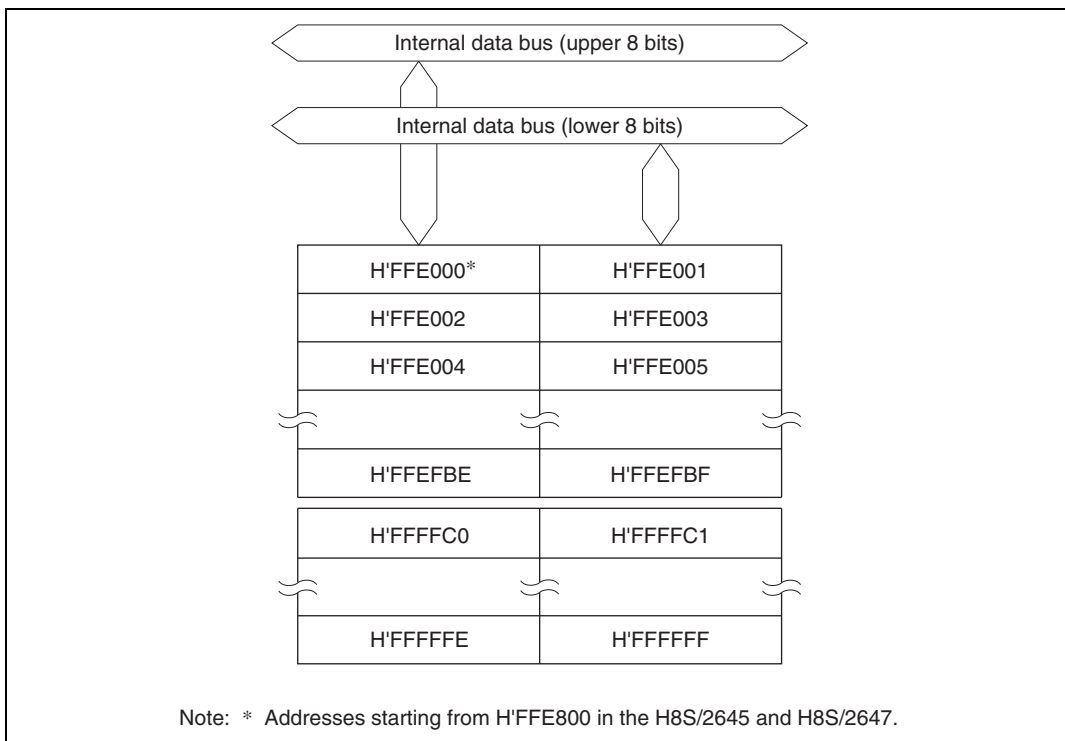 Internal data bus (upper 8 bits)
Internal data bus (lower 8 bits)
H'FFE000* H'FFE001
H'FFE002 H'FFE003
H'FFE004 H'FFE005
H'FFEFBE H'FFEFBF
H'FFFFC0 H'FFFFC1
H'FFFFFE H'FFFFFF
Note: * Addresses starting from H'FFE800 in the H8S/2645 and H8S/2647.